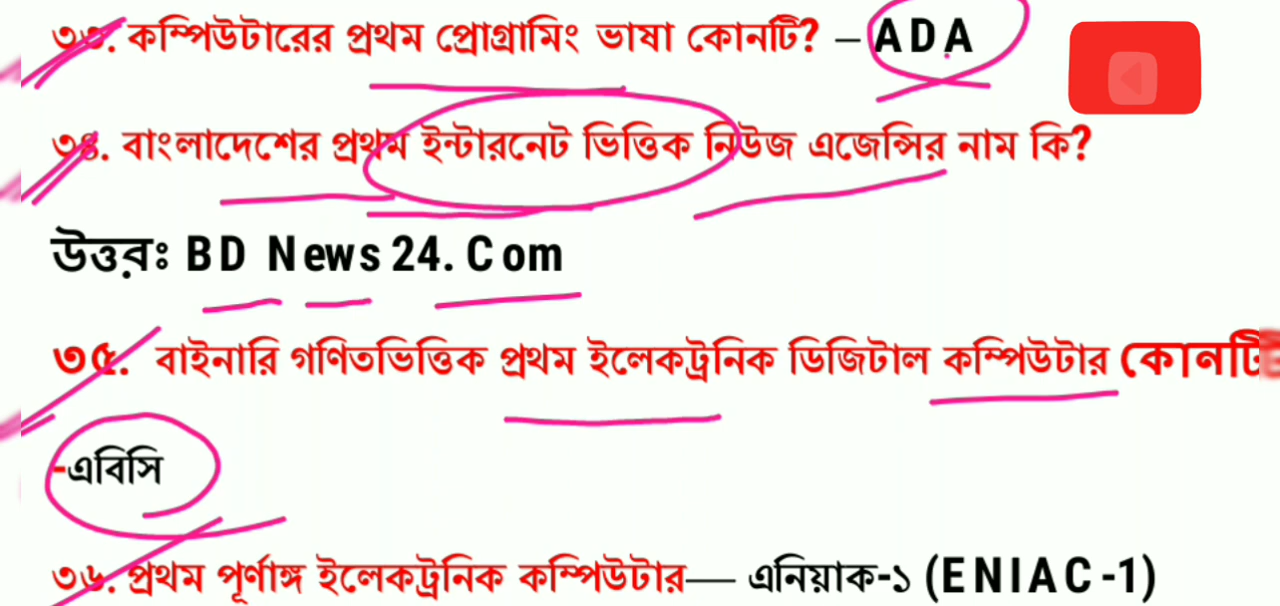 ৩৩. কম্পিউটারের প্রথম প্রোগ্রামিং ভাষা কোনটি? – ADA
৩৪. বাংলাদেশের প্রথম ইন্টারনেট ভিত্তিক নিউজ এজেন্সির নাম কি?
উত্তরঃ BD News 24. Com
৩৫. বাইনারি গণিতভিত্তিক প্রথম ইলেকট্রনিক ডিজিটাল কম্পিউটার কোনটি
-এবিসি
৩৬. প্রথম পূর্ণাঙ্গ ইলেকট্রনিক কম্পিউটার— এনিয়াক-১ (ENIAC-1)